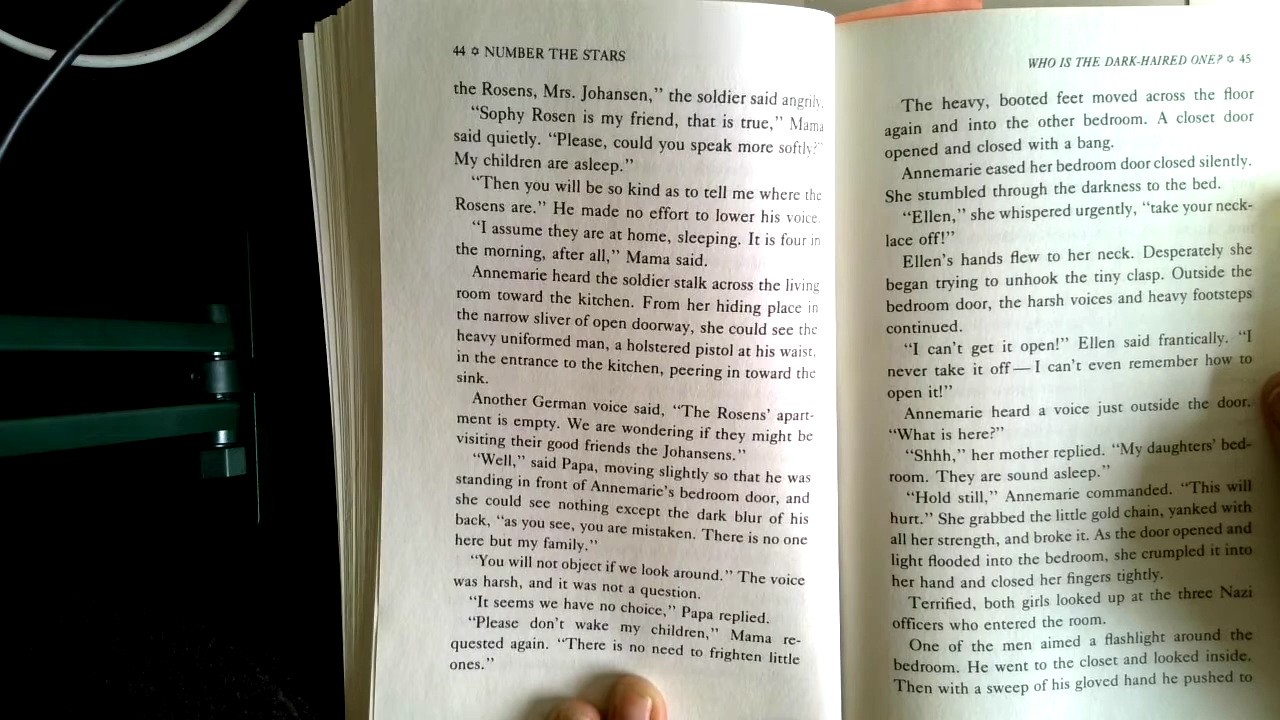 44 ✡ NUMBER THE STARS
the Rosens, Mrs. Johansen,” the soldier said angrily.
“Sophy Rosen is my friend, that is true,” Mama
said quietly. “Please, could you speak more softly?
My children are asleep.”
“Then you will be so kind as to tell me where the
Rosens are.” He made no effort to lower his voice.
“I assume they are at home, sleeping. It is four in
the morning, after all,” Mama said.
Annemarie heard the soldier stalk across the living
room toward the kitchen. From her hiding place in
the narrow sliver of open doorway, she could see the
heavy uniformed man, a holstered pistol at his waist,
in the entrance to the kitchen, peering in toward the
sink.
Another German voice said, “The Rosens’ apart-
ment is empty. We are wondering if they might be
visiting their good friends the Johansens.”
“Well,” said Papa, moving slightly so that he was
standing in front of Annemarie’s bedroom door, and
she could see nothing except the dark blur of his
back, “as you see, you are mistaken. There is no one
here but my family.”
“You will not object if we look around.” The voice
was harsh, and it was not a question.
“It seems we have no choice,” Papa replied.
“Please don’t wake my children,” Mama re-
quested again. “There is no need to frighten little
ones.”
WHO IS THE DARK-HAIRED ONE? ✡ 45
The heavy, booted feet moved across the floor
again and into the other bedroom. A closet door
opened and closed with a bang.
Annemarie eased her bedroom door closed silently.
She stumbled through the darkness to the bed.
“Ellen,” she whispered urgently, “take your neck-
lace off!”
Ellen’s hands flew to her neck. Desperately she
began trying to unhook the tiny clasp. Outside the
bedroom door, the harsh voices and heavy footsteps
continued.
“I can’t get it open!” Ellen said frantically. “I
never take it off — I can’t even remember how to
open it!”
Annemarie heard a voice just outside the door.
“What is here?”
“Shhh,” her mother replied. “My daughters’ bed-
room. They are sound asleep.”
“Hold still,” Annemarie commanded. “This will
hurt.” She grabbed the little gold chain, yanked with
all her strength, and broke it. As the door opened and
light flooded into the bedroom, she crumpled it into
her hand and closed her fingers tightly.
Terrified, both girls looked up at the three Nazi
officers who entered the room.
One of the men aimed a flashlight around the
bedroom. He went to the closet and looked inside.
Then with a sweep of his gloved hand he pushed to